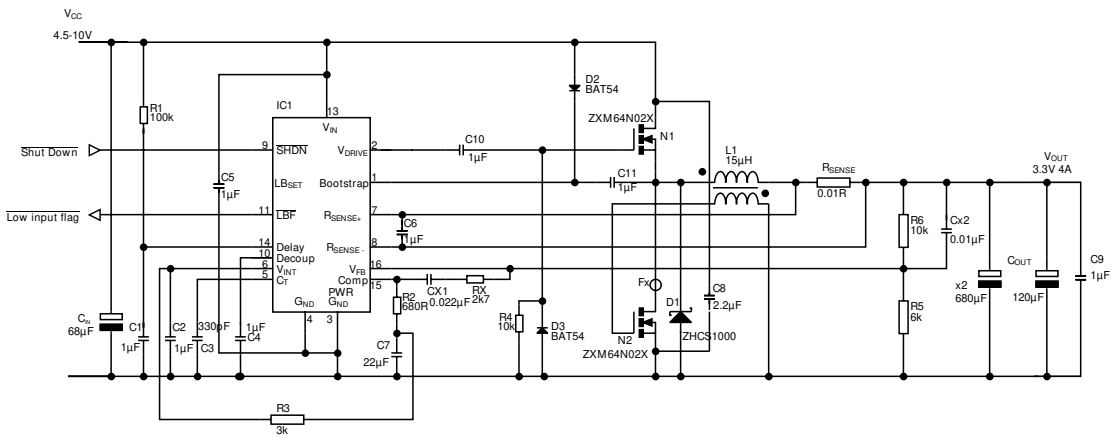 VCC
4.5-10V
D2
BAT54
R1
100k
IC1
13
VIN
ZXM64N02X
N1
Shut Down
9
SHDN
VDRIVE
2
C10
1µF
L1
15µH
RSENSE
0.01R
VOUT
3.3V 4A
C5
1µF
LBSET
Bootstrap
1
C11
1µF
Low input flag
11
LBF
RSENSE+
7
C6
1µF
R6
10k
Cx2
0.01µF
14
Delay
RSENSE -
8
10
Decoup
6
VINT
VFB
16
5
CT
Comp
15
CX1
0.022µF
RX
2k7
COUT
x2
680µF
120µF
C9
1µF
Fx
C8
2.2µF
PWR
GND
GND
4
3
R2
680R
CIN
68µF
C1
1µF
C2
1µF
330pF
C3
1µF
C4
C7
22µF
R4
10k
D3
BAT54
N2
ZXM64N02X
D1
ZHCS1000
R5
6k
R3
3k